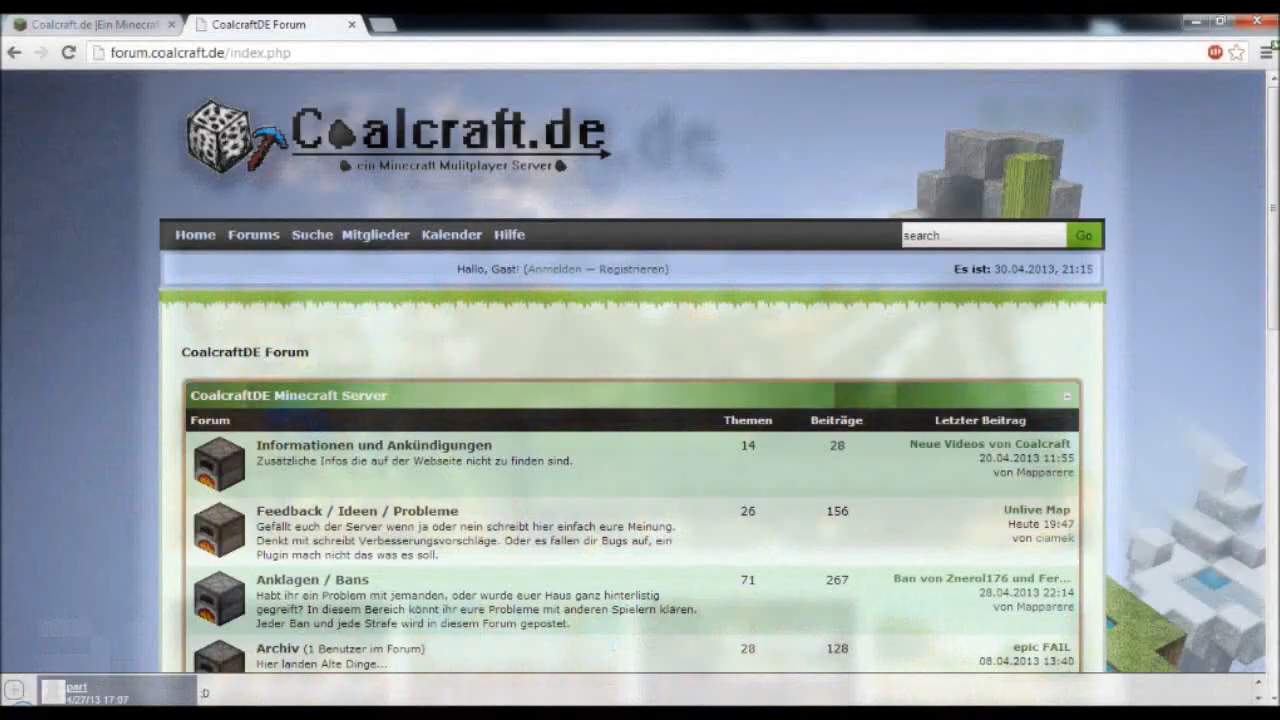 Coalcraft.de |Ein Minecraf
CoalcraftDE Forum
forum.coalcraft.de/index.php
Coalcraft.de
.de
ein Minecraft Mulitplayer Server
Home Forums Suche Mitglieder Kalender Hilfe
search
Go
Hallo, Gast! (Anmelden — Registrieren)
Es ist: 30.04.2013, 21:15
CoalcraftDE Forum
CoalcraftDE Minecraft Server
Forum Themen Beiträge Letzter Beitrag
Informationen und Ankündigungen 14 28 Neue Videos von Coalcraft
Zusätzliche Infos die auf der Webseite nicht zu finden sind.
20.04.2013 11:55
von Mapparere
Feedback / Ideen / Probleme 26 156 Unlive Map
Gefällt euch der Server wenn ja oder nein schreibt hier einfach eure Meinung.
Denkt mit schreibt Verbesserungsvorschläge. Oder es fallen dir Bugs auf, ein
Plugin mach nicht das was es soll.
Heute 19:47
von ciamek
Anklagen / Bans 71 267 Ban von Znerol176 und Fer...
Habt ihr ein Problem mit jemanden, oder wurde euer Haus ganz hinterlistig
gegreift? In diesem Bereich könnt ihr eure Probleme mit anderen Spielern klären.
Jeder Ban und jede Strafe wird in diesem Forum gepostet.
28.04.2013 22:14
von Mapparere
Archiv (1 Benutzer im Forum) 28 128 epic FAIL
Hier landen Alte Dinge...
08.04.2013 13:40
part
4/27/13 17:07
:D